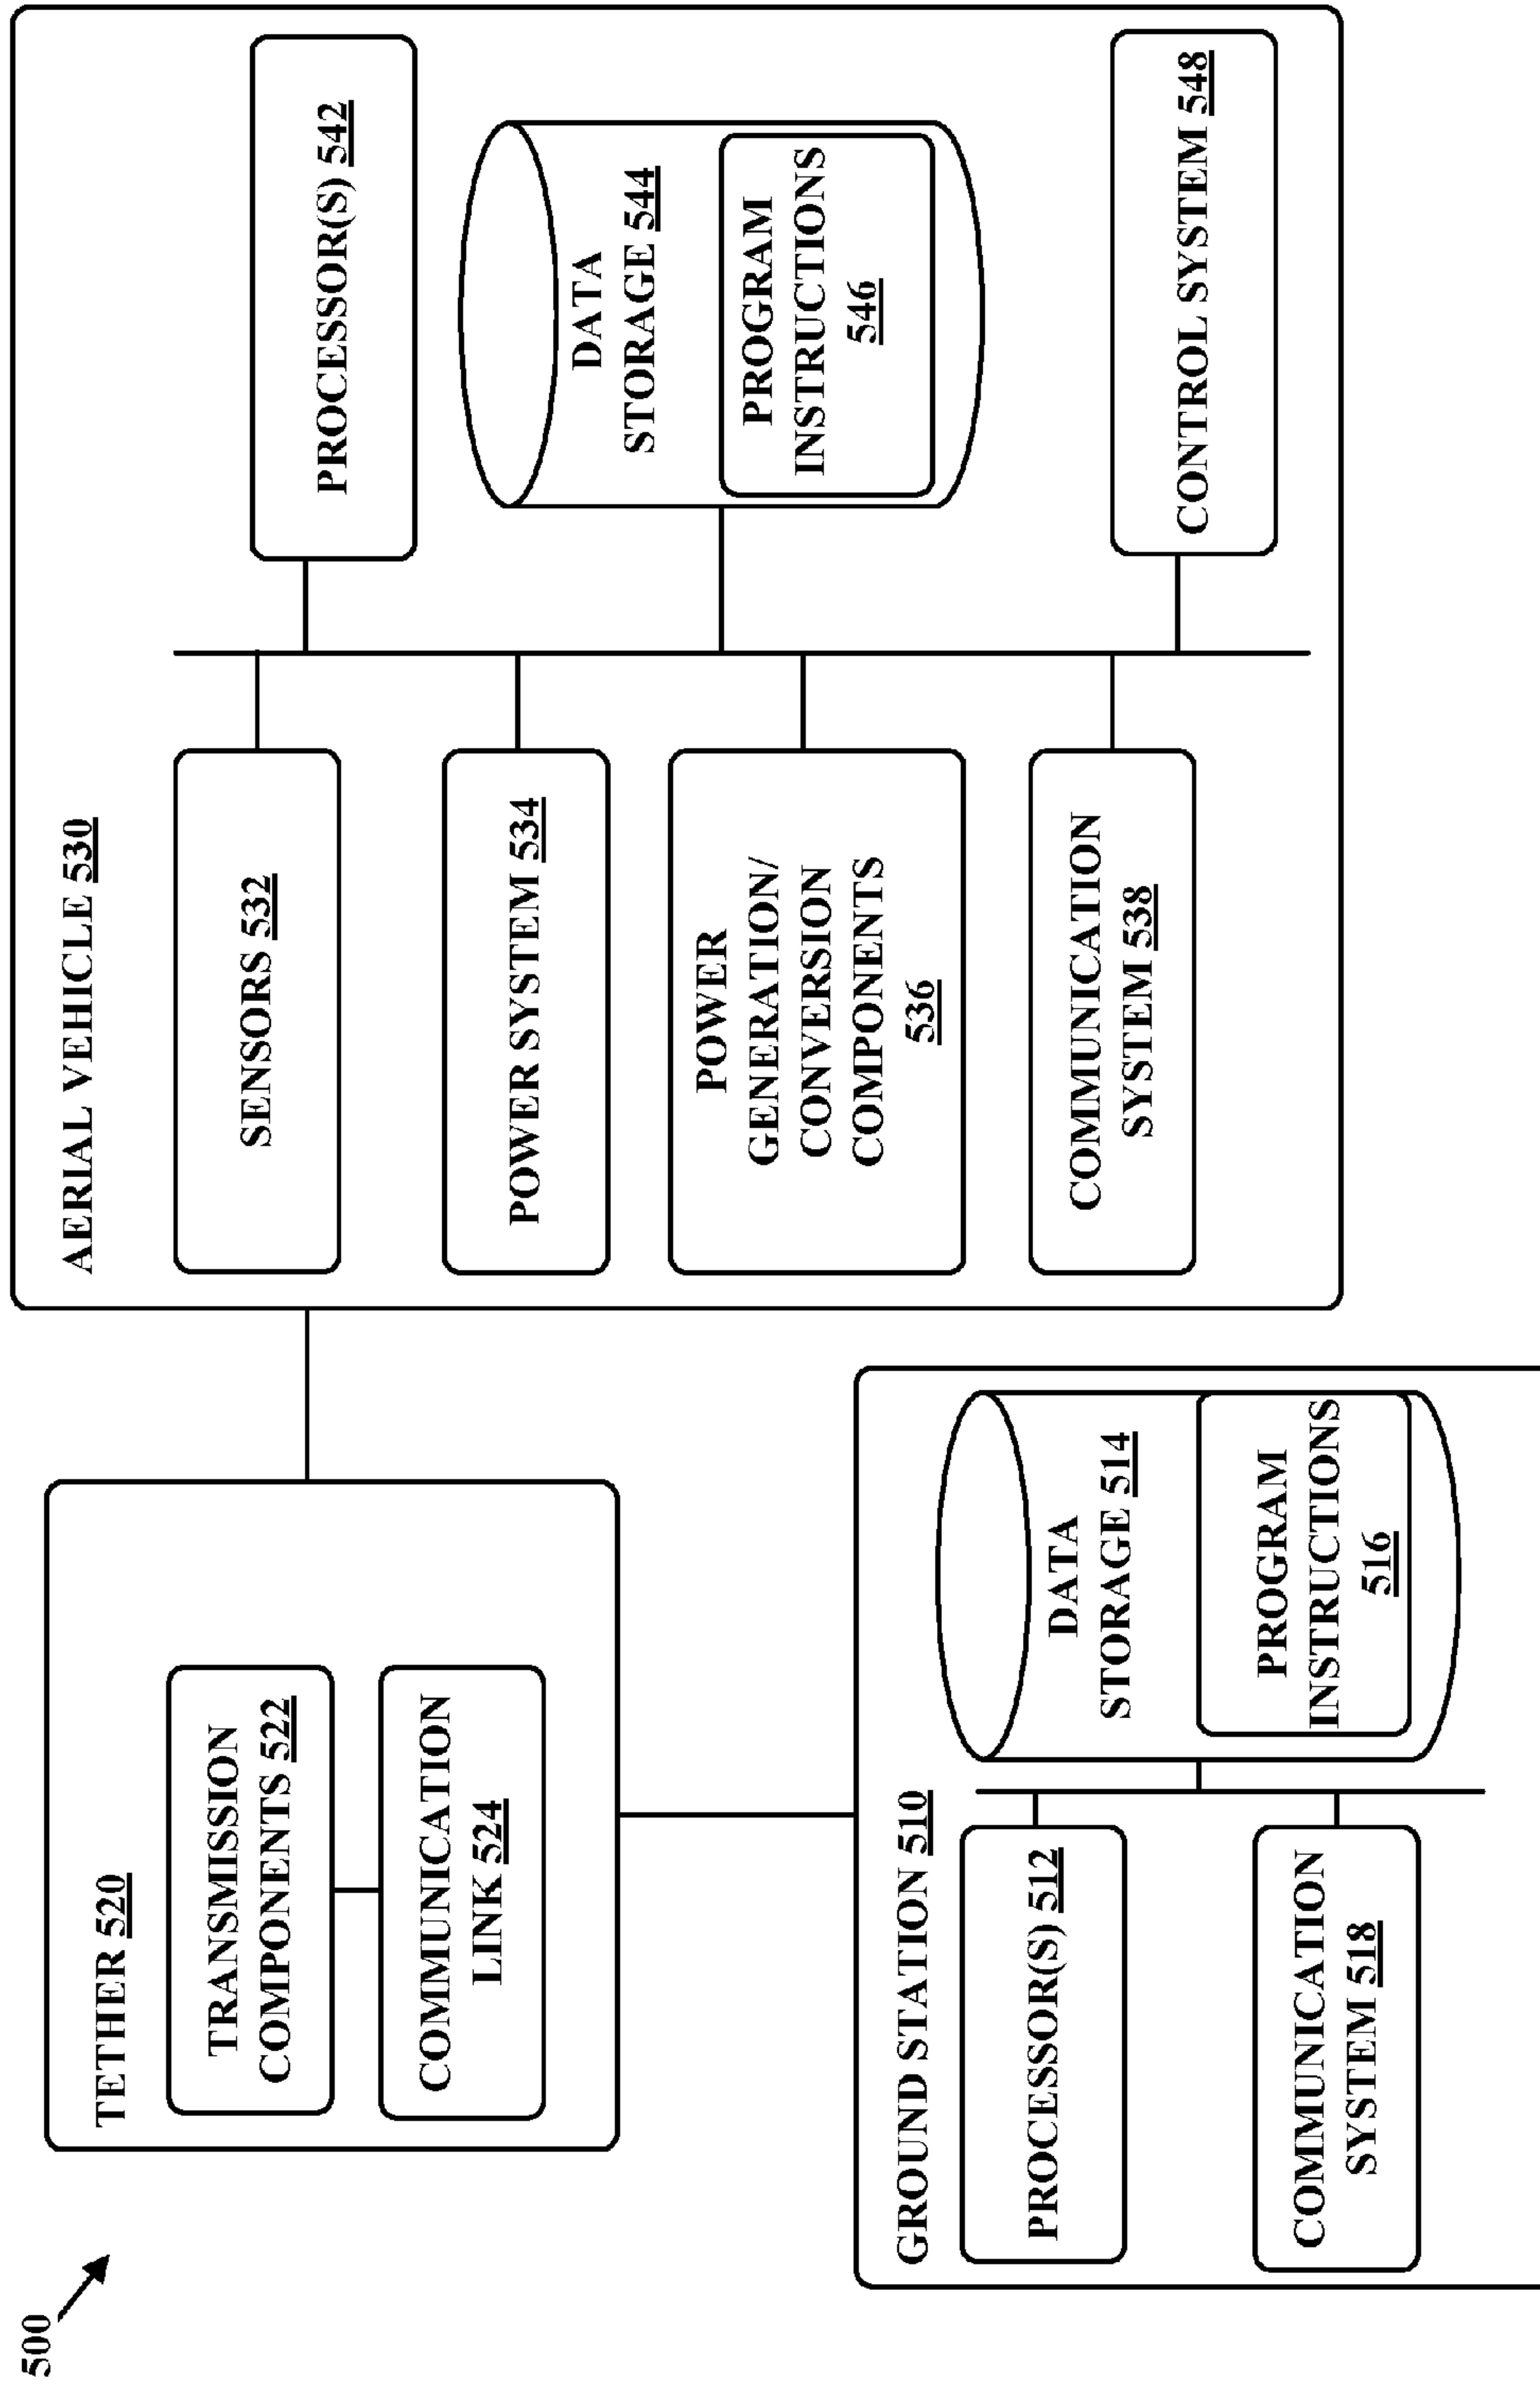 500
TETHER 520
TRANSMISSION
COMPONENTS 522
COMMUNICATION
LINK 524
GROUND STATION 510
PROCESSOR(S) 512
COMMUNICATION
SYSTEM 518
DATA
STORAGE 514
PROGRAM
INSTRUCTIONS
516
AERIAL VEHICLE 530
SENSORS 532
POWER SYSTEM 534
POWER
GENERATION/
CONVERSION
COMPONENTS
536
COMMUNICATION
SYSTEM 538
PROCESSOR(S) 542
DATA
STORAGE 544
PROGRAM
INSTRUCTIONS
546
CONTROL SYSTEM 548